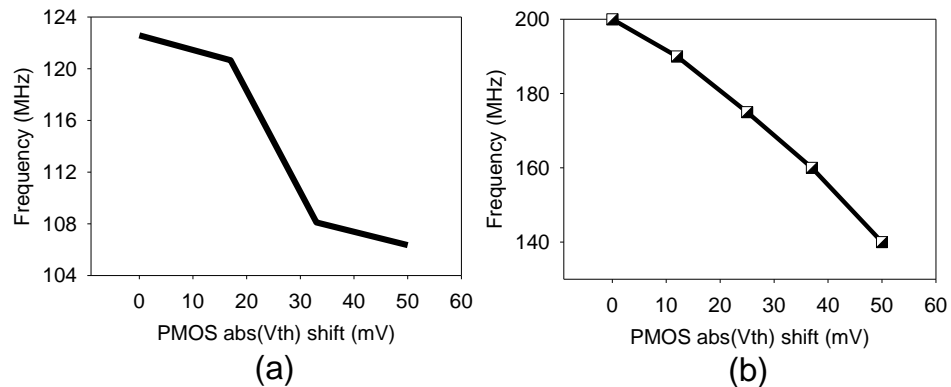 124
120
116
112
108
104
Frequency (MHz)
0 10 20 30 40 50 60
PMOS abs(Vth) shift (mV)
(a)
200
180
160
140
Frequency (MHz)
0 10 20 30 40 50 60
PMOS abs(Vth) shift (mV)
(b)